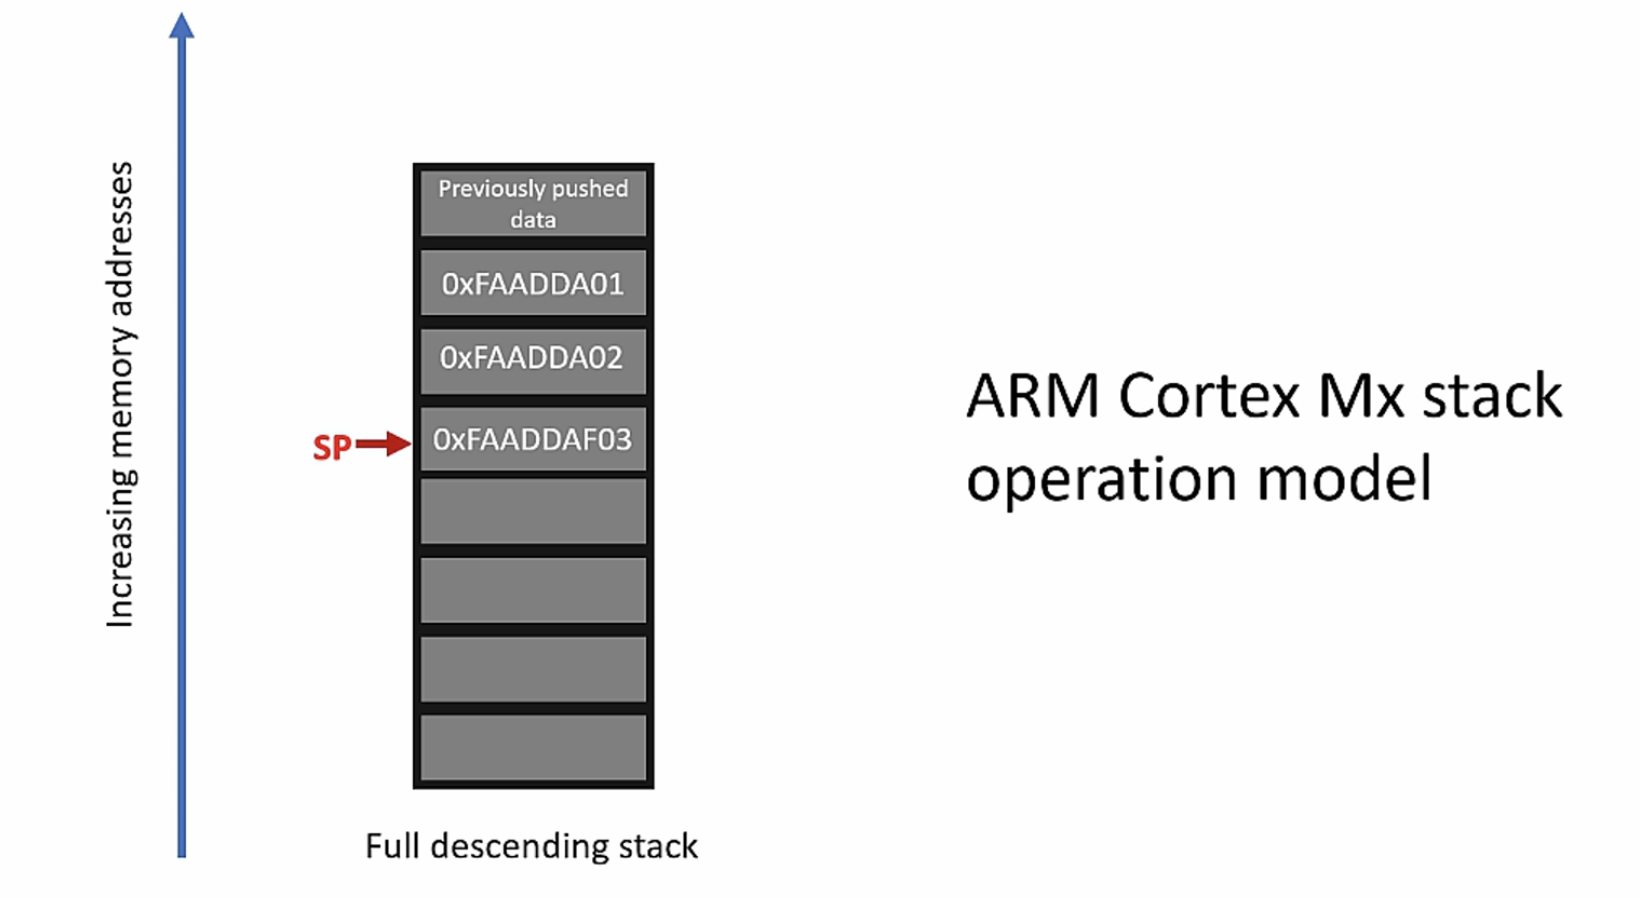 Increasing memory addresses
Previously pushed
data
0xFAADDA01
0xFAADDA02
SP
0xFAADDAF03
Full descending stack
ARM Cortex Mx stack
operation model